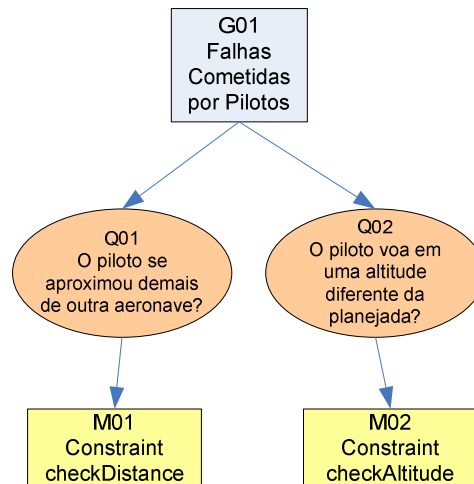 G01
Falhas
Cometidas
por Pilotos
Q01
O piloto se
aproximou demais
de outra aeronave?
Q02
O piloto voa em
uma altitude
diferente da
planejada?
M01
Constraint
checkDistance
M02
Constraint
checkAltitude